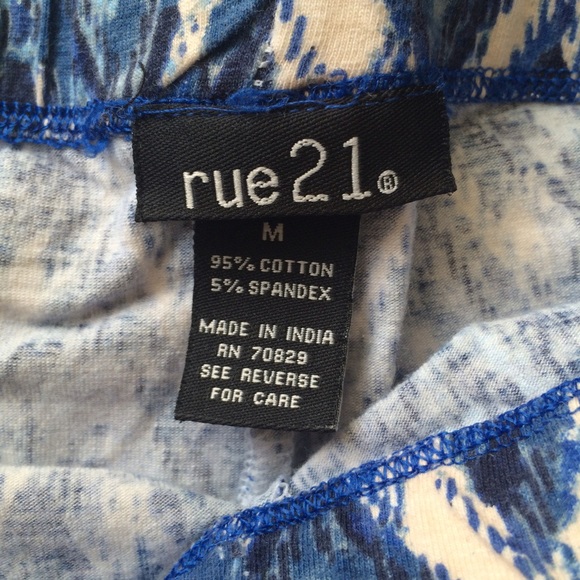 rue21®
M
95% COTTON
5% SPANDEX
MADE IN INDIA
RN 70829
SEE REVERSE
FOR CARE